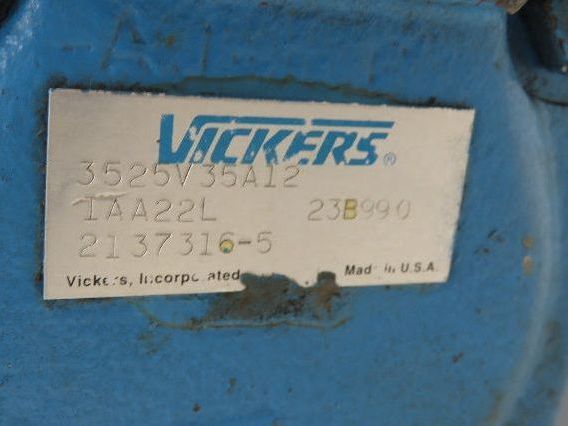 VICKERS®
3525V35A12
1AA22L 23B990
2137316-5
Vickers, Incorporated Made in U.S.A.